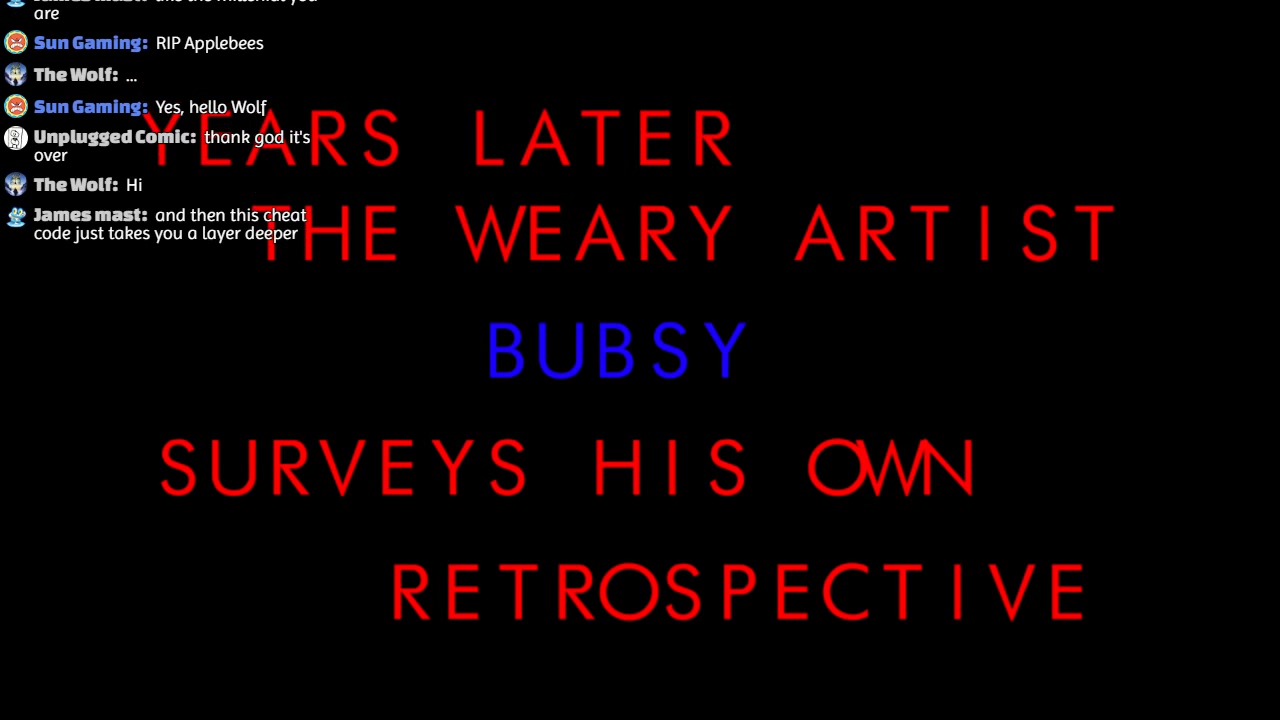 are
Sun Gaming: RIP Applebees
The Wolf: ...
Sun Gaming: Yes, hello Wolf
Unplugged Comic: thank god it's
over
The Wolf: Hi
James mast: and then this cheat
code just takes you a layer deeper
YEARS LATER
THE WEARY ARTIST
BUBSY
SURVEYS HIS OWN
RETROSPECTIVE